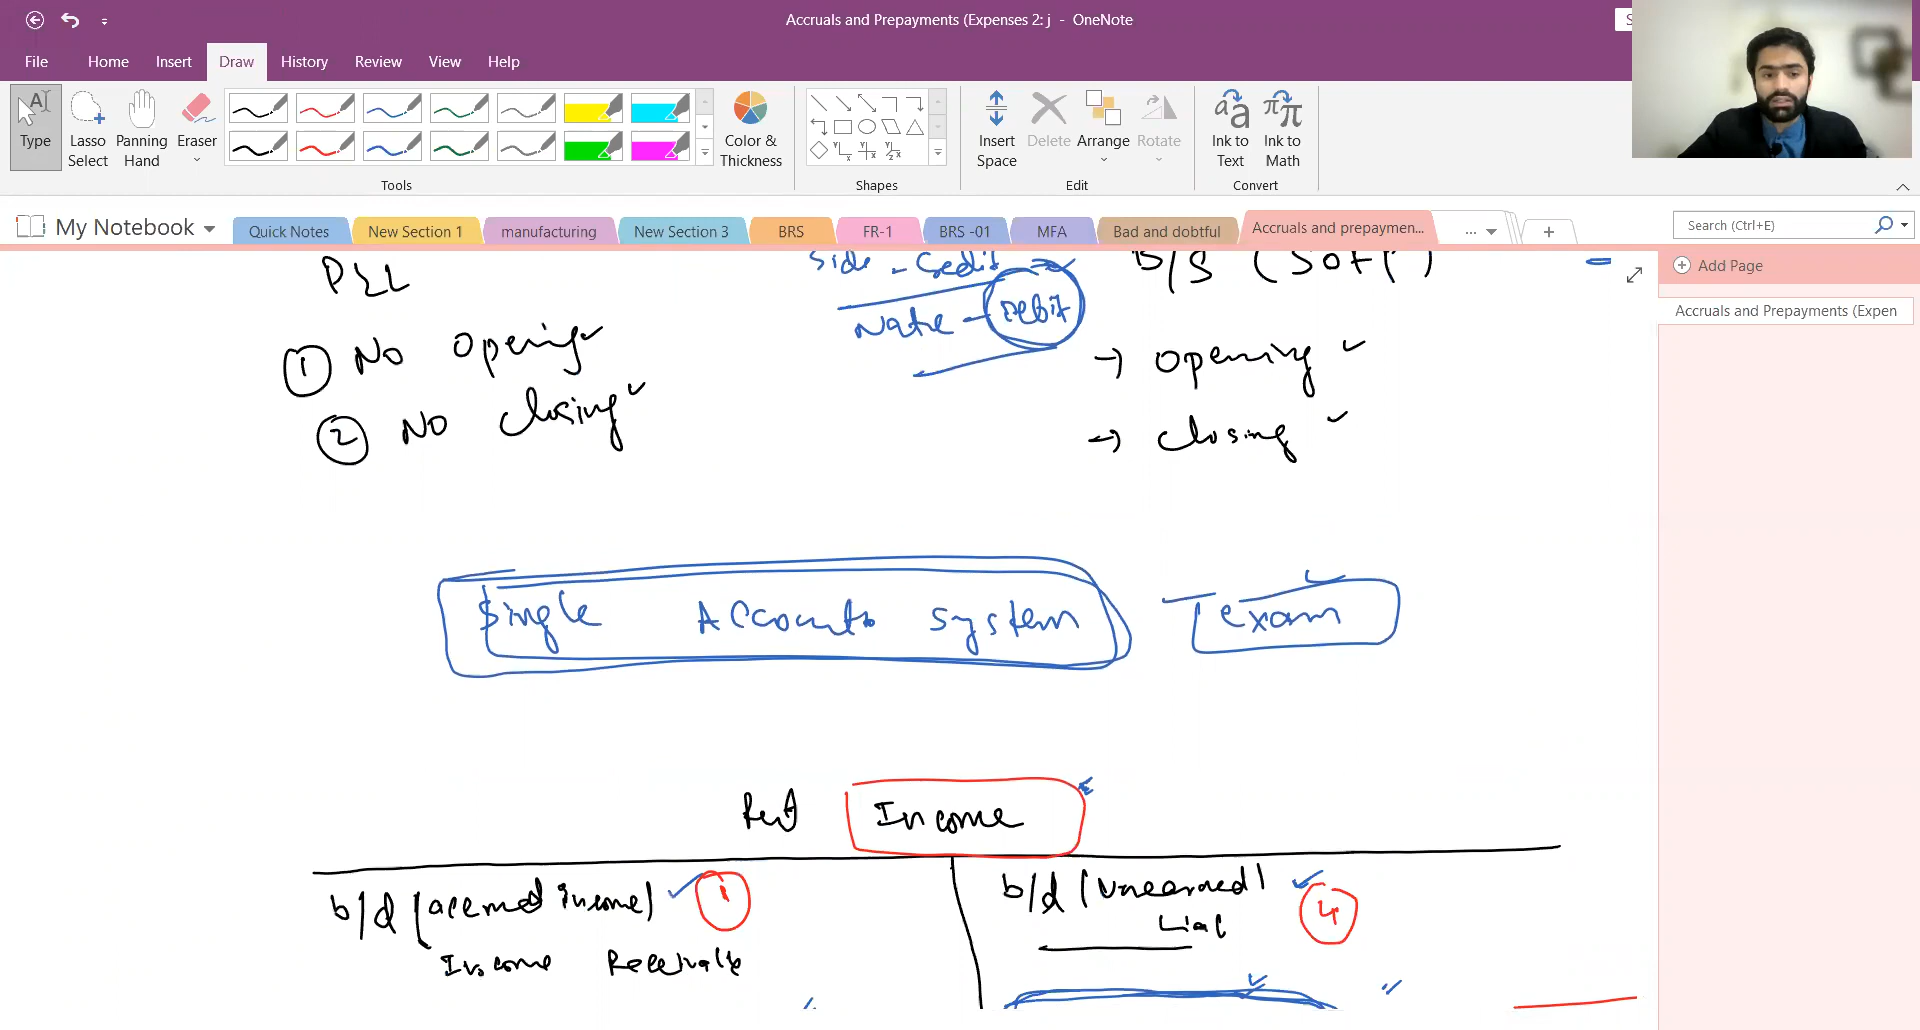 Accruals and Prepayments (Expenses 2: j - OneNote
File Home Insert Draw History Review View Help
Type
Lasso Select
Panning Hand
Eraser
Color & Thickness
Insert Space
Delete
Arrange
Rotate
Ink to Text
Ink to Math
Tools Shapes Edit Convert
My Notebook
Quick Notes New Section 1 manufacturing New Section 3 BRS FR-1 BRS -01 MFA Bad and dobtful Accruals and prepaymen... ...
Search (Ctrl+E)
Add Page
Accruals and Prepayments (Expen
P&L
Side - Credit
B/S (SOFP)
Nature - Debit
1 No opening
→ opening
2 NO closing
→ closing
Single Accounts system exam
Rent Income
b/d (accrued income) 1
b/d (unearned) 4
Liab
Income Receivable